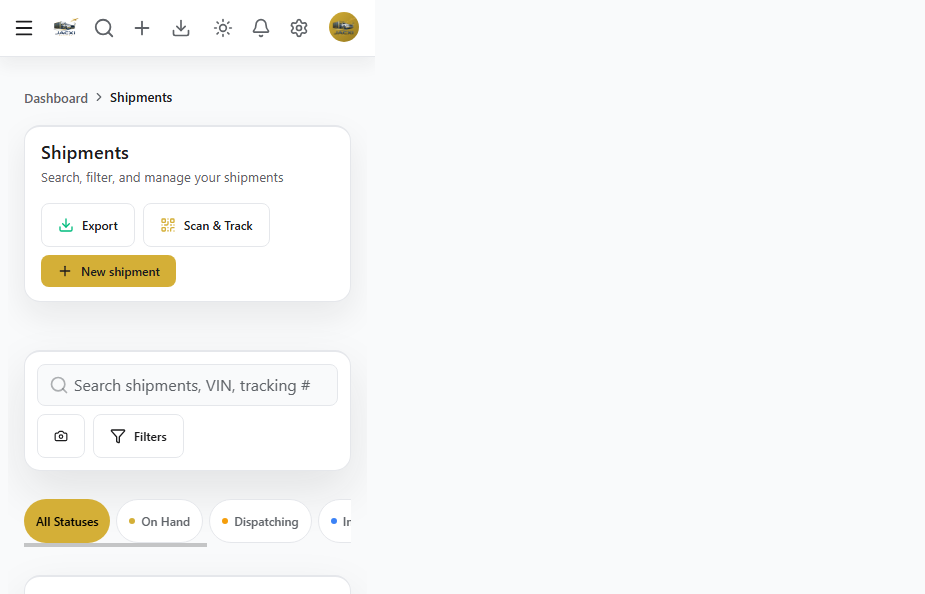 JACXI
Dashboard > Shipments
Shipments
Search, filter, and manage your shipments
Export
Scan & Track
New shipment
Search shipments, VIN, tracking #
Filters
All Statuses
On Hand
Dispatching